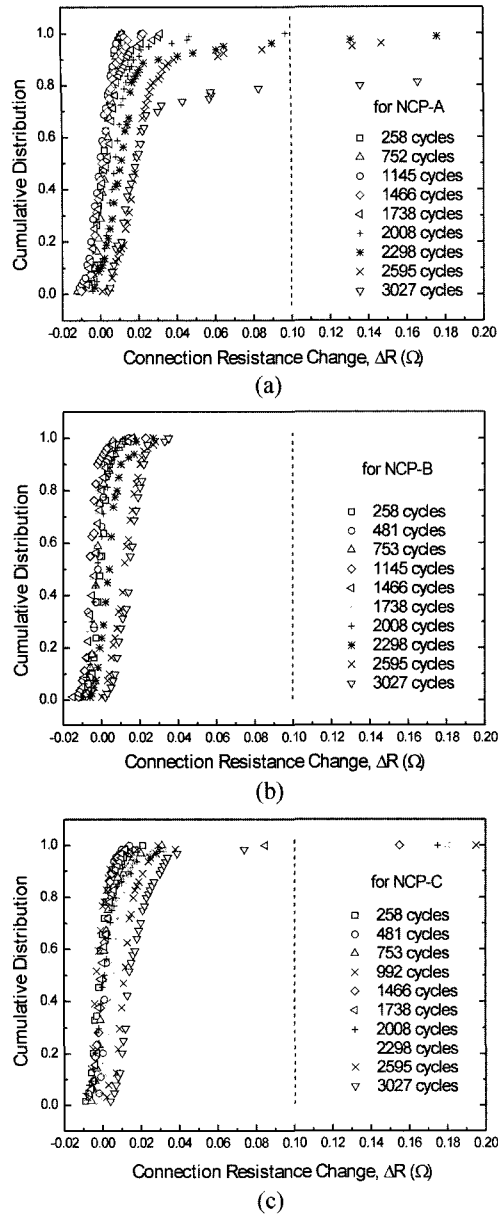 Cumulative Distribution
1.0
0.8
0.6
0.4
0.2
0.0
for NCP-A
258 cycles
752 cycles
1145 cycles
1466 cycles
1738 cycles
2008 cycles
2298 cycles
2595 cycles
3027 cycles
-0.02 0.00 0.02 0.04 0.06 0.08 0.10 0.12 0.14 0.16 0.18 0.20
Connection Resistance Change, ΔR (Ω)
(a)
Cumulative Distribution
1.0
0.8
0.6
0.4
0.2
0.0
for NCP-B
258 cycles
481 cycles
753 cycles
1145 cycles
1466 cycles
1738 cycles
2008 cycles
2298 cycles
2595 cycles
3027 cycles
-0.02 0.00 0.02 0.04 0.06 0.08 0.10 0.12 0.14 0.16 0.18 0.20
Connection Resistance Change, ΔR (Ω)
(b)
Cumulative Distribution
1.0
0.8
0.6
0.4
0.2
0.0
for NCP-C
258 cycles
481 cycles
753 cycles
992 cycles
1466 cycles
1738 cycles
2008 cycles
2298 cycles
2595 cycles
3027 cycles
-0.02 0.00 0.02 0.04 0.06 0.08 0.10 0.12 0.14 0.16 0.18 0.20
Connection Resistance Change, ΔR (Ω)
(c)